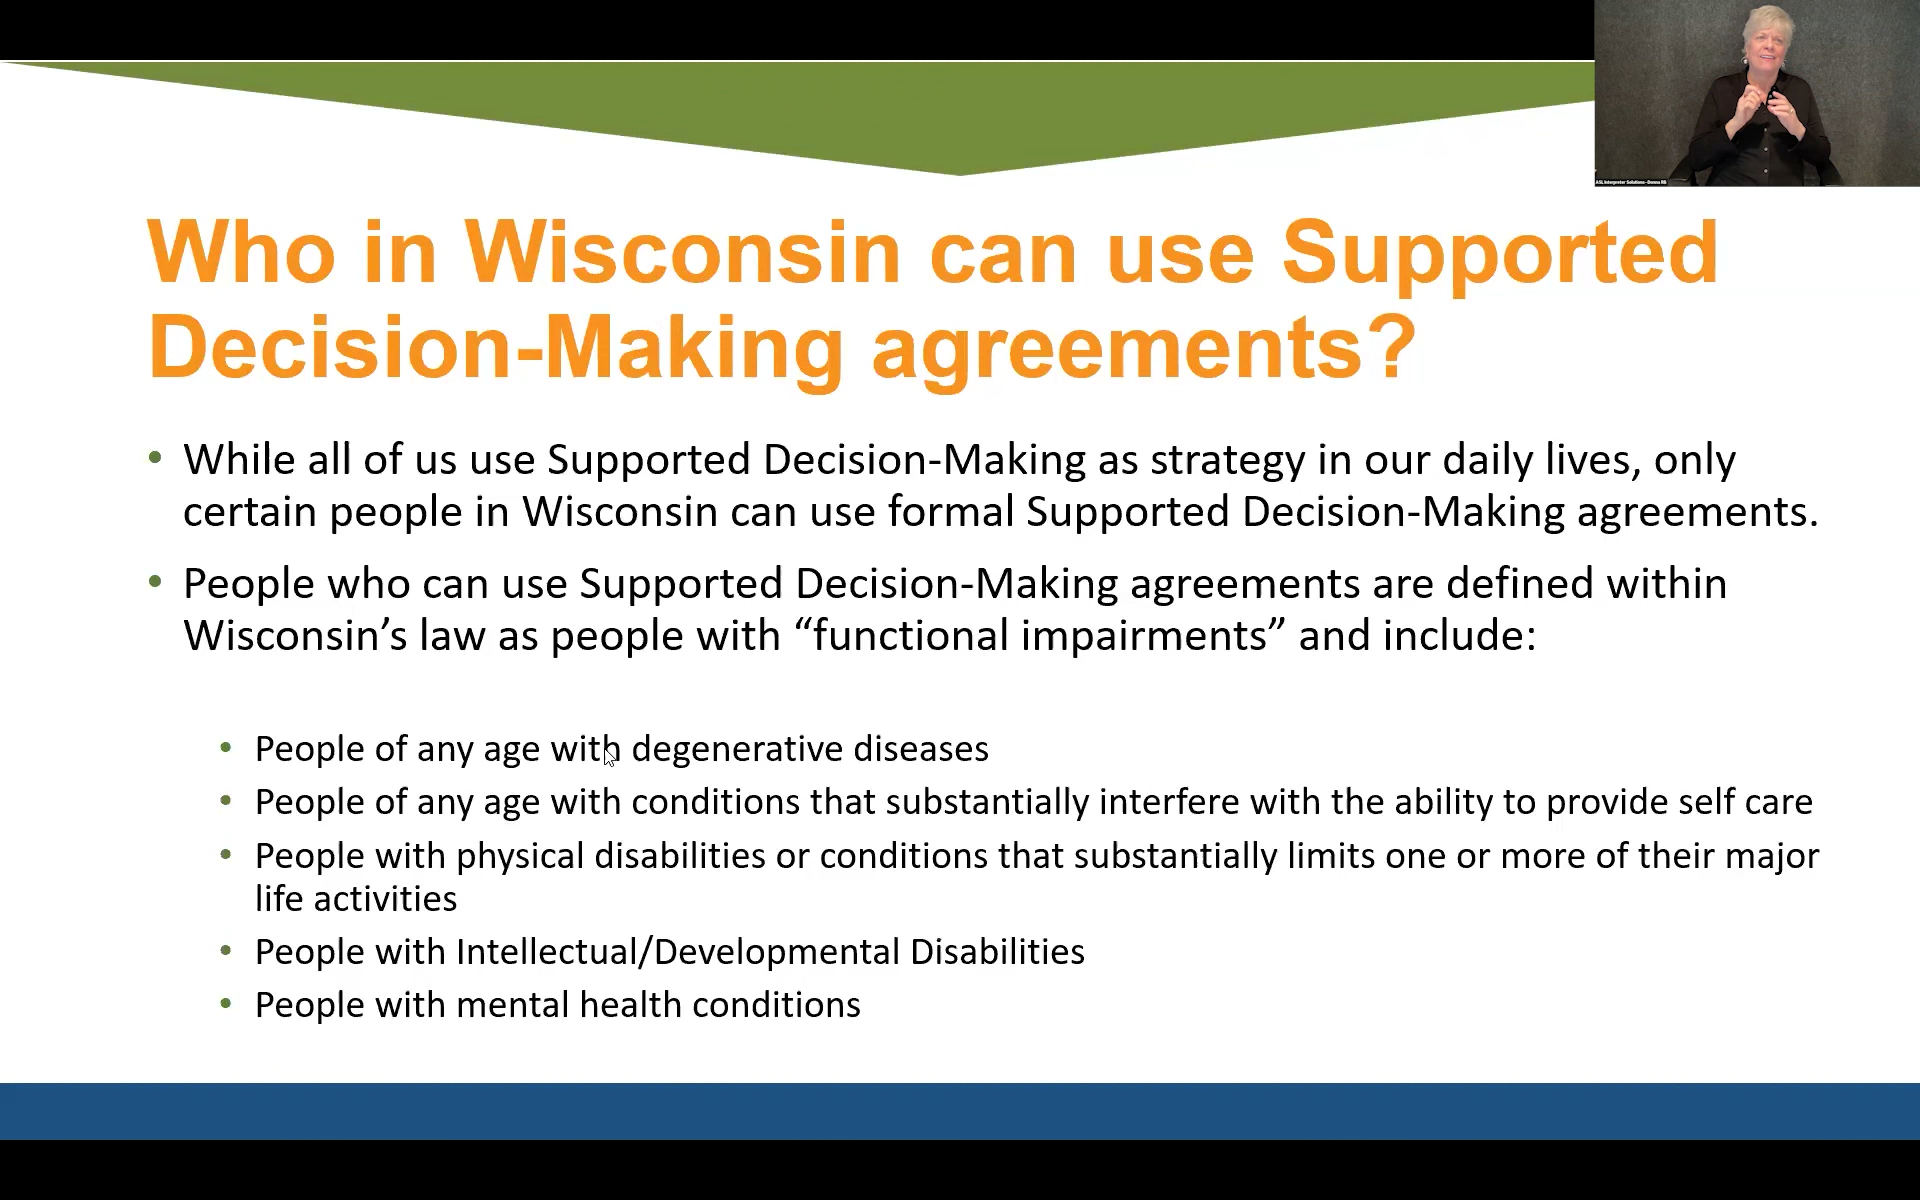 ASL Interpreter Solutions - Donna RS
Who in Wisconsin can use Supported
Decision-Making agreements?
• While all of us use Supported Decision-Making as strategy in our daily lives, only
certain people in Wisconsin can use formal Supported Decision-Making agreements.
• People who can use Supported Decision-Making agreements are defined within
Wisconsin’s law as people with “functional impairments” and include:
• People of any age with degenerative diseases
• People of any age with conditions that substantially interfere with the ability to provide self care
• People with physical disabilities or conditions that substantially limits one or more of their major
life activities
• People with Intellectual/Developmental Disabilities
• People with mental health conditions